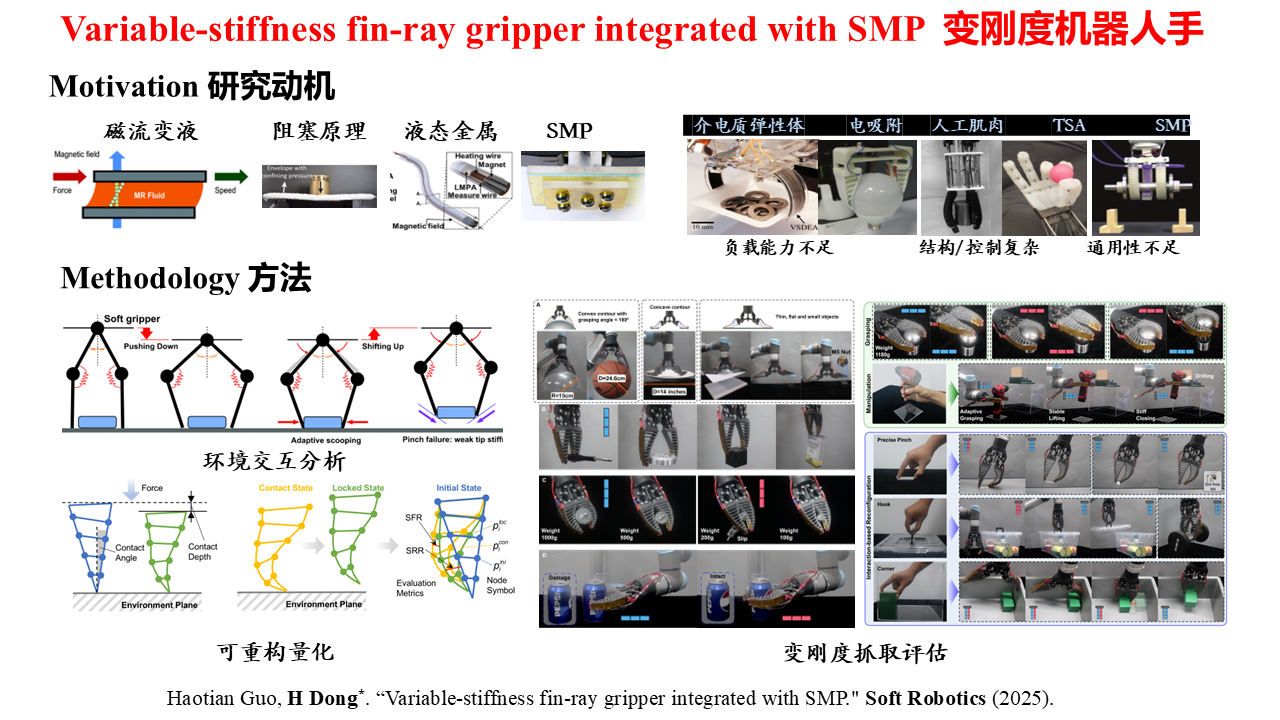 Variable-stiffness fin-ray gripper integrated with SMP 变刚度机器人手
Motivation 研究动机
磁流变液
阻塞原理
液态金属
SMP
Magnetic field
Force
MR Fluid
Speed
Envelope with
confining pressure
Heating wire
Magnet
LMPA
Measure wire
Magnetic field
介电质弹性体
电吸附
人工肌肉
TSA
SMP
10 mm
VSDEA
负载能力不足
结构/控制复杂
通用性不足
Methodology 方法
Soft gripper
Pushing Down
Shifting Up
Adaptive scooping
Pinch failure: weak tip stiff
环境交互分析
Force
Contact
Angle
Contact
Depth
Environment Plane
Contact State
Locked State
Environment Plane
Initial State
SFR
SRR
Evaluation
Metrics
Node
Symbol
p_i^loc
p_i^con
p_i^ini
Environment Plane
可重构量化
A
Convex contour with
grasping angle < 180°
Concave contour
Thin, flat and small objects
R=15cm
D=24.6cm
D=14 inches
M5 Nut
B
C
Weight
1000g
Weight
500g
Weight
200g
Slip
Weight
100g
D
Damage
Intact
PEPSI
PEPSI
Grasping
Weight
1180g
Manipulation
Adaptive
Grasping
Stable
Lifting
Stiff
Closing
Drilling
Interaction-based Reconfiguration
Precise Pinch
Hook
Corner
变刚度抓取评估
Haotian Guo, H Dong*. “Variable-stiffness fin-ray gripper integrated with SMP." Soft Robotics (2025).